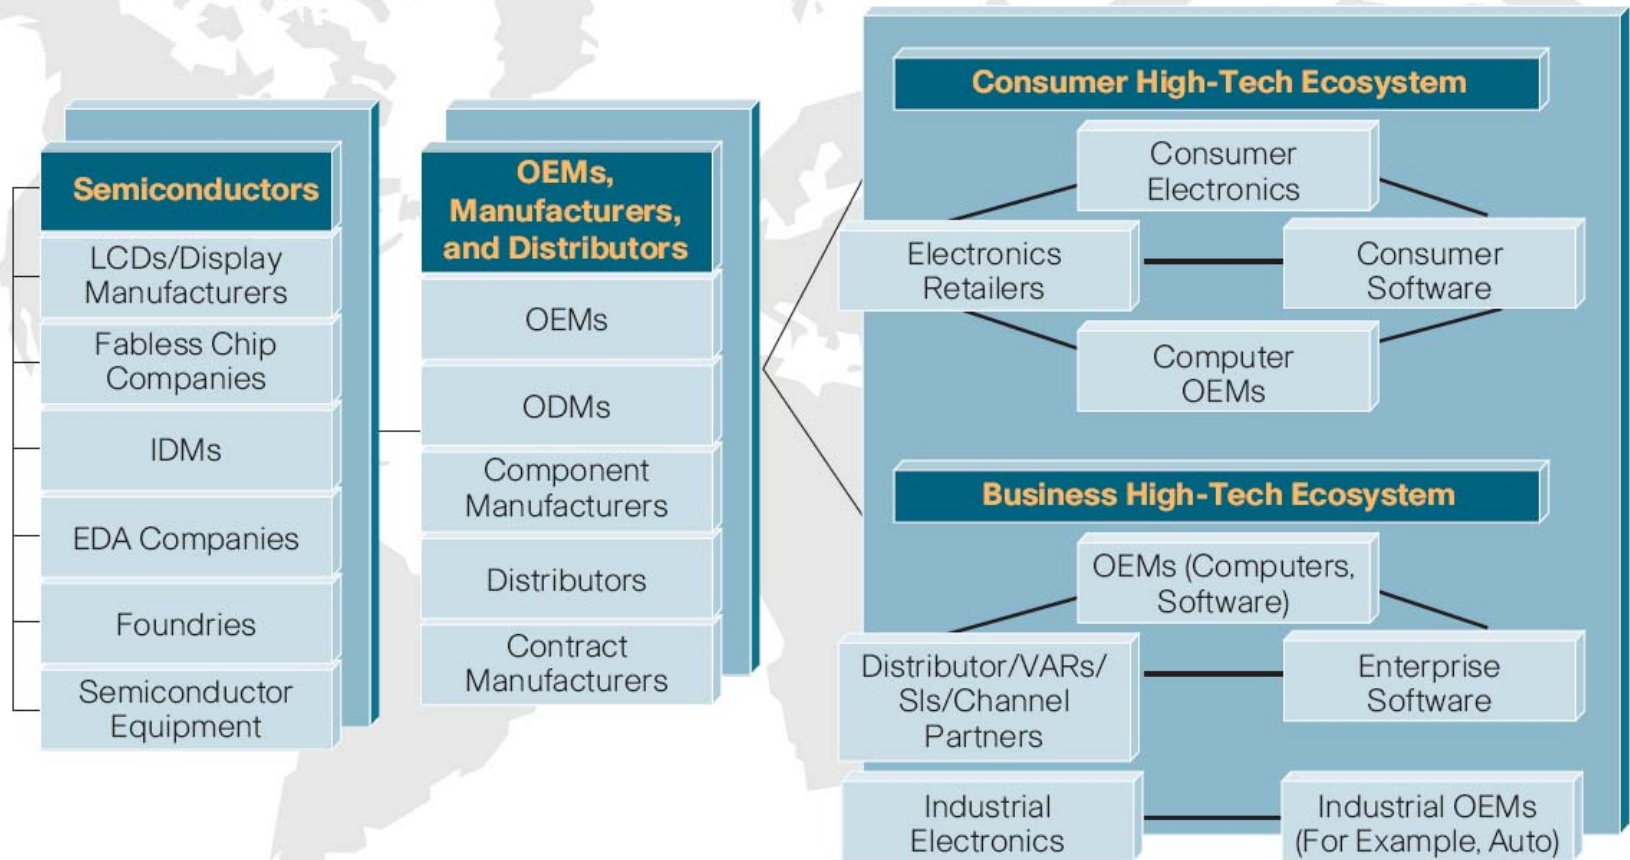 Semiconductors
LCDs/Display
Manufacturers
Fabless Chip
Companies
IDMs
EDA Companies
Foundries
Semiconductor
Equipment
OEMs,
Manufacturers,
and Distributors
OEMs
ODMs
Component
Manufacturers
Distributors
Contract
Manufacturers
Consumer High-Tech Ecosystem
Consumer
Electronics
Electronics
Retailers
Consumer
Software
Computer
OEMs
Business High-Tech Ecosystem
OEMs (Computers,
Software)
Distributor/VARs/
SIs/Channel
Partners
Enterprise
Software
Industrial
Electronics
Industrial OEMs
(For Example, Auto)